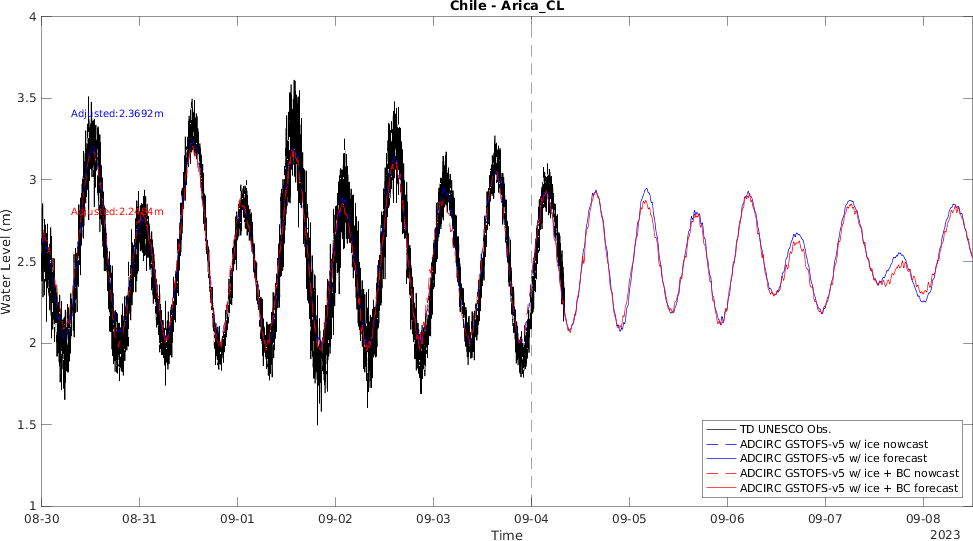 Chile - Arica_CL
4
3.5
3
2.5
2
1.5
1
Water Level (m)
Adjusted:2.3692m
TD UNESCO Obs.
ADCIRC GSTOFS-v5 w/ ice nowcast
ADCIRC GSTOFS-v5 w/ ice forecast
ADCIRC GSTOFS-v5 w/ ice + BC nowcast
ADCIRC GSTOFS-v5 w/ ice + BC forecast
08-30
08-31
09-01
09-02
09-03
09-04
09-05
09-06
09-07
09-08
Time
2023